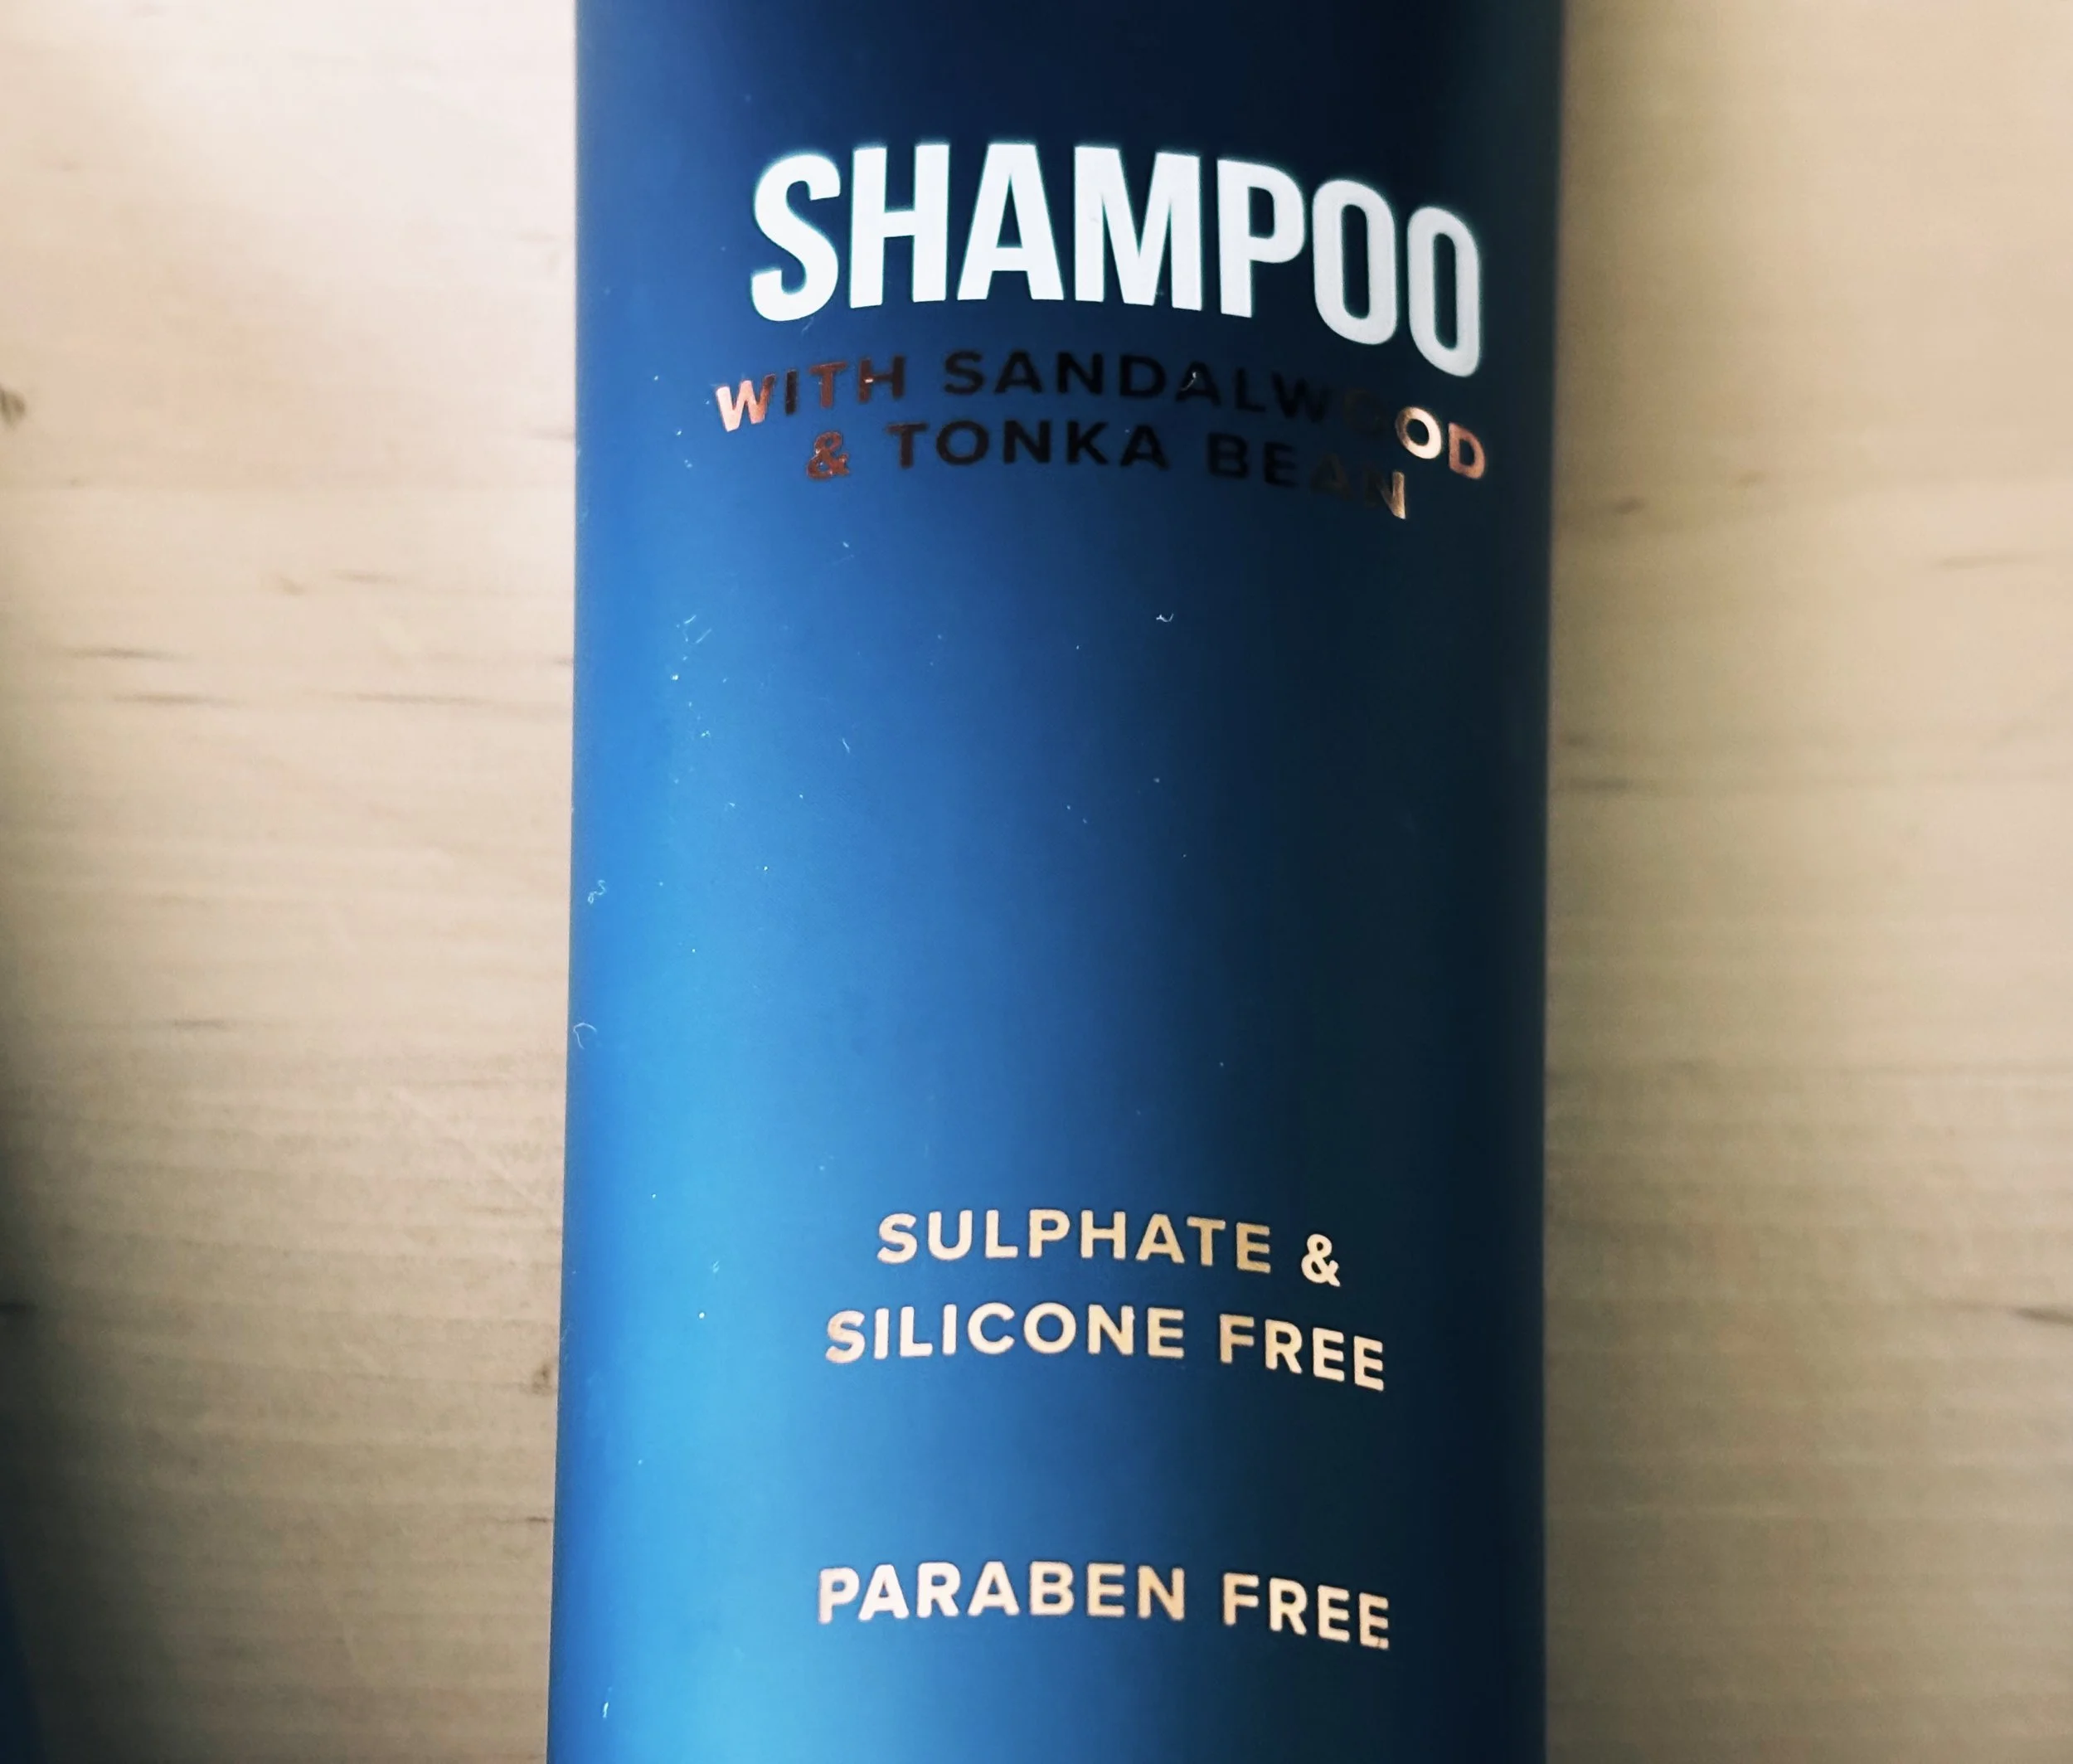 SHAMPOO
WITH SANDALWOOD
& TONKA BEAN
SULPHATE &
SILICONE FREE
PARABEN FREE